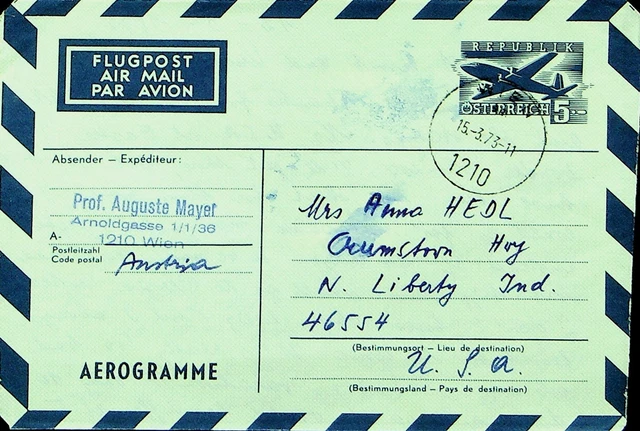 FLUGPOST
AIR MAIL
PAR AVION
REPUBLIK
ÖSTERREICH 5.-
15.-3.73-11
1210
Absender – Expéditeur:
Prof. Auguste Mayer
Arnoldgasse 1/1/36
A- 1210 Wien
Postleitzahl
Code postal
Austria
AEROGRAMME
Mrs Anna HEDL
Hwy
N. Liberty Ind.
46554
(Bestimmungsort – Lieu de destination)
U. S. A.
(Bestimmungsland – Pays de destination)